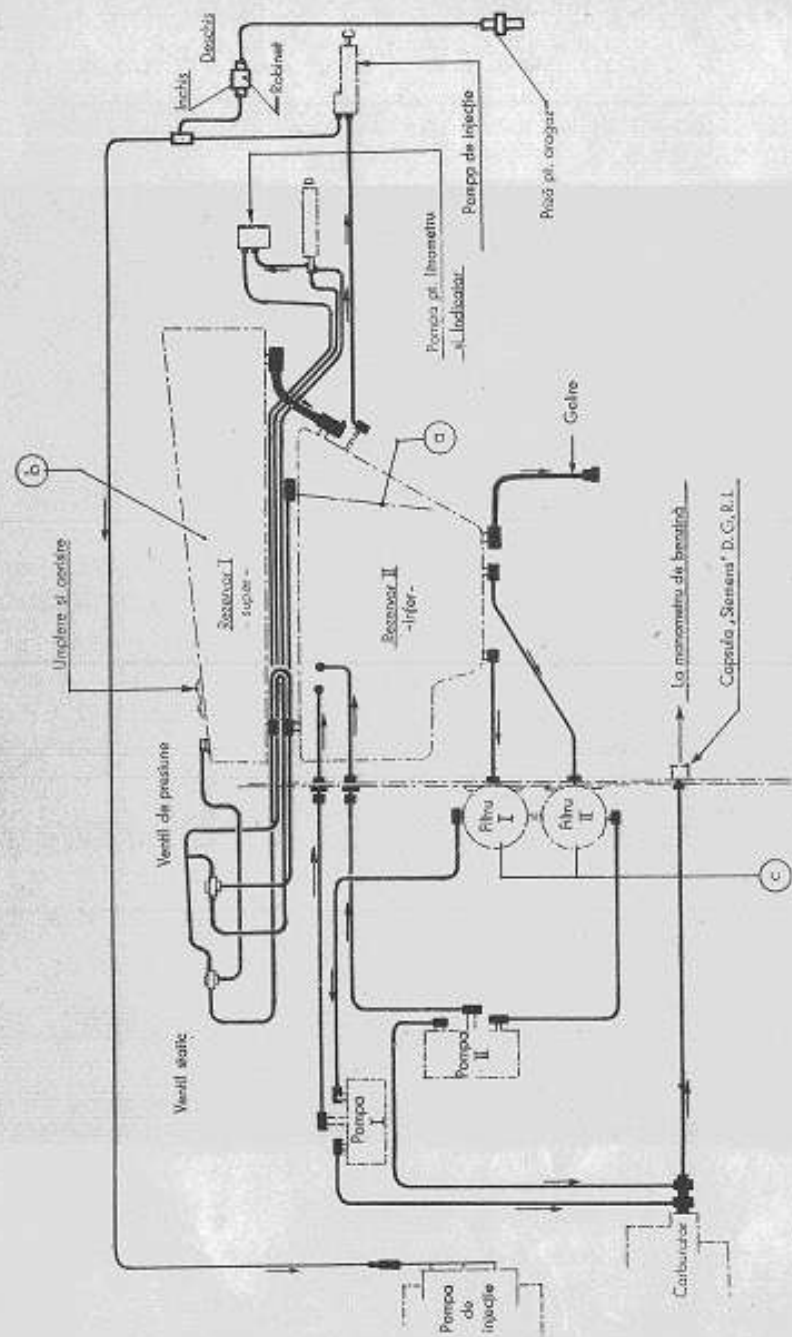 Închis
Deschis
Robinet
Priză pt. aragaz
Pompa de injecție
Pompa pt. litrometru
și indicator
b
Umplere si aerisire
Rezervor I
- super -
a
Rezervor II
-infer-
Golire
Ventil de presiune
Ventil static
La manometru de benzină
Capsula „Siemens" D.G.R.L
Filtru
I
Filtru
II
c
Pompa
I
Pompa
II
Pompa
de
injecție
Carburator